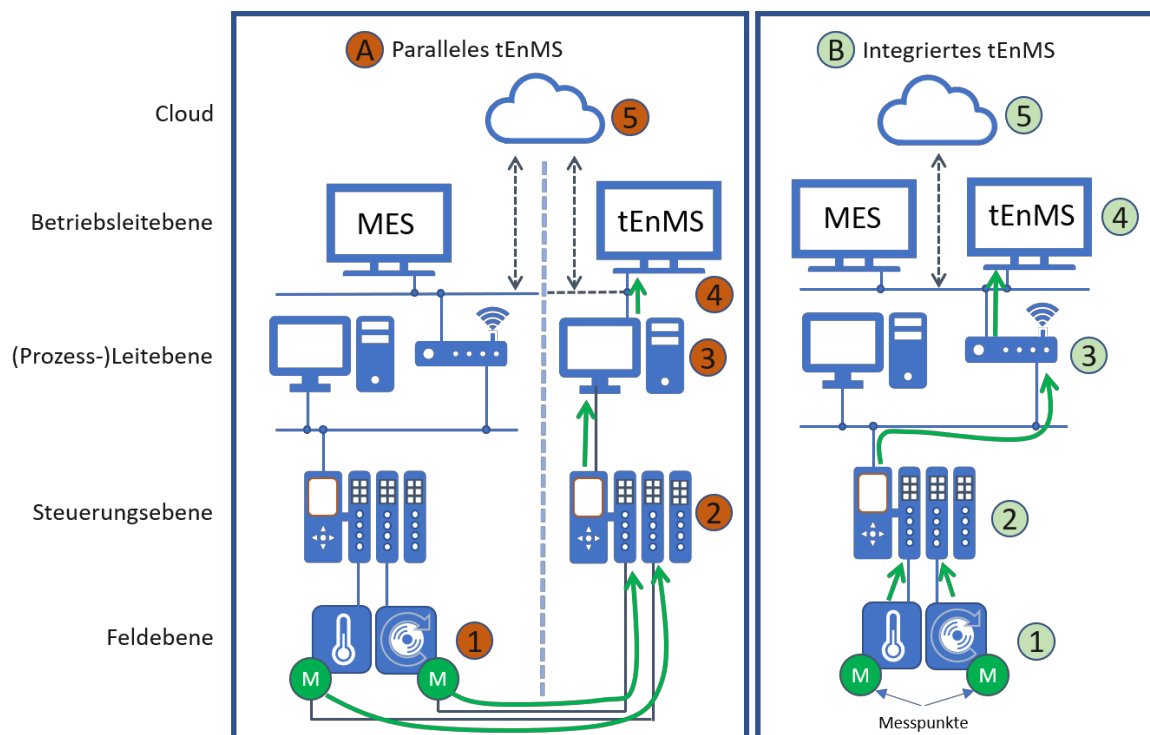 A Paralleles tEnMS
B Integriertes tEnMS
Cloud
5
5
Betriebsleitebene
MES
tEnMS
MES
tEnMS
4
4
(Prozess-)Leitebene
3
3
Steuerungsebene
2
2
Feldebene
1
1
M
M
M
M
Messpunkte